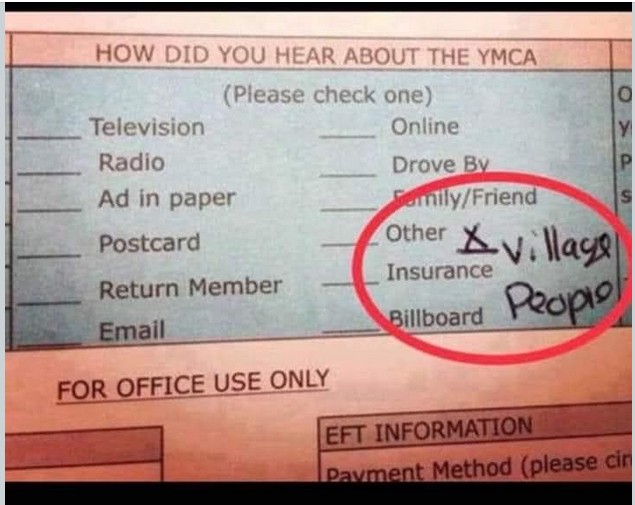 HOW DID YOU HEAR ABOUT THE YMCA
(Please check one)
Television
Online
Radio
Drove By
Ad in paper
Family/Friend
Postcard
Other X Village
People
Insurance
Return Member
Billboard
Email
FOR OFFICE USE ONLY
EFT INFORMATION
Payment Method (please cir